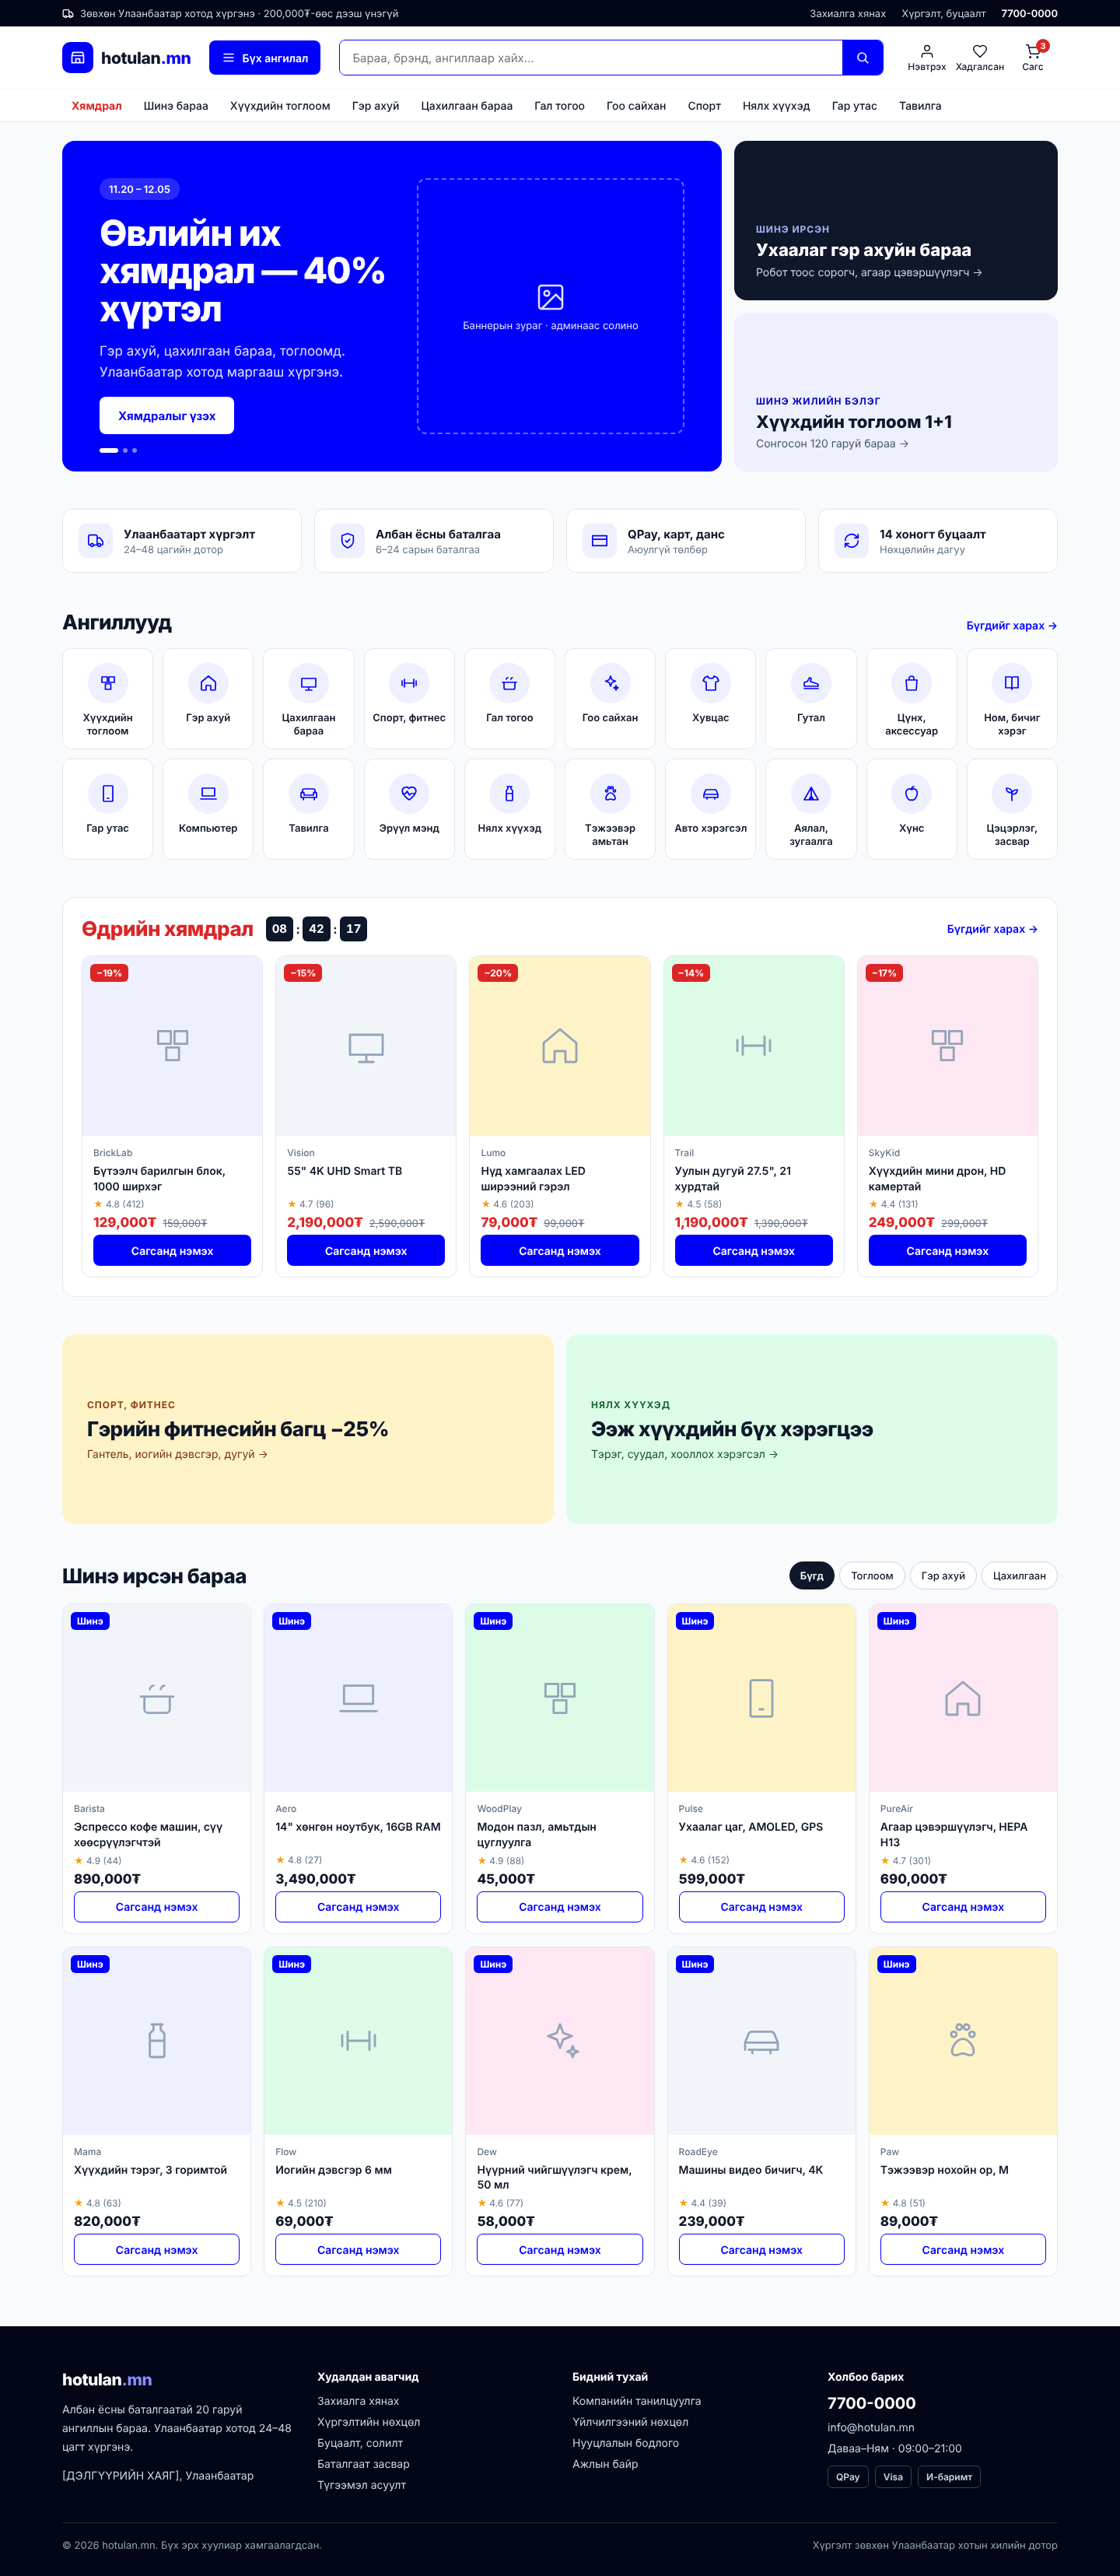 Зөвхөн Улаанбаатар хотод хүргэнэ · 200,000₮-өөс дээш үнэгүй
Захиалга хянах
Хүргэлт, буцаалт
7700-0000
hotulan.mn
Бүх ангилал
Бараа, брэнд, ангиллаар хайх…
Нэвтрэх
Хадгалсан
3
Сагс
Хямдрал
Шинэ бараа
Хүүхдийн тоглоом
Гэр ахуй
Цахилгаан бараа
Гал тогоо
Гоо сайхан
Спорт
Нялх хүүхэд
Гар утас
Тавилга
11.20 – 12.05
Өвлийн их
хямдрал — 40%
хүртэл
Гэр ахуй, цахилгаан бараа, тоглоомд.
Улаанбаатар хотод маргааш хүргэнэ.
Хямдралыг үзэх
Баннерын зураг · админаас солино
ШИНЭ ИРСЭН
Ухаалаг гэр ахуйн бараа
Робот тоос сорогч, агаар цэвэршүүлэгч →
ШИНЭ ЖИЛИЙН БЭЛЭГ
Хүүхдийн тоглоом 1+1
Сонгосон 120 гаруй бараа →
Улаанбаатарт хүргэлт
24–48 цагийн дотор
Албан ёсны баталгаа
6–24 сарын баталгаа
QPay, карт, данс
Аюулгүй төлбөр
14 хоногт буцаалт
Нөхцөлийн дагуу
Ангиллууд
Бүгдийг харах →
Хүүхдийн
тоглоом
Гэр ахуй
Цахилгаан
бараа
Спорт, фитнес
Гал тогоо
Гоо сайхан
Хувцас
Гутал
Цүнх,
аксессуар
Ном, бичиг
хэрэг
Гар утас
Компьютер
Тавилга
Эрүүл мэнд
Нялх хүүхэд
Тэжээвэр
амьтан
Авто хэрэгсэл
Аялал,
зугаалга
Хүнс
Цэцэрлэг,
засвар
Өдрийн хямдрал
08 : 42 : 17
Бүгдийг харах →
−19%
BrickLab
Бүтээлч барилгын блок,
1000 ширхэг
★ 4.8 (412)
129,000₮ 159,000₮
Сагсанд нэмэх
−15%
Vision
55" 4K UHD Smart ТВ
★ 4.7 (96)
2,190,000₮ 2,590,000₮
Сагсанд нэмэх
−20%
Lumo
Нүд хамгаалах LED
ширээний гэрэл
★ 4.6 (203)
79,000₮ 99,000₮
Сагсанд нэмэх
−14%
Trail
Уулын дугуй 27.5", 21
хурдтай
★ 4.5 (58)
1,190,000₮ 1,390,000₮
Сагсанд нэмэх
−17%
SkyKid
Хүүхдийн мини дрон, HD
камертай
★ 4.4 (131)
249,000₮ 299,000₮
Сагсанд нэмэх
СПОРТ, ФИТНЕС
Гэрийн фитнесийн багц −25%
Гантель, иогийн дэвсгэр, дугуй →
НЯЛХ ХҮҮХЭД
Ээж хүүхдийн бүх хэрэгцээ
Тэрэг, суудал, хооллох хэрэгсэл →
Шинэ ирсэн бараа
Бүгд
Тоглоом
Гэр ахуй
Цахилгаан
Шинэ
Barista
Эспрессо кофе машин, сүү
хөөсрүүлэгчтэй
★ 4.9 (44)
890,000₮
Сагсанд нэмэх
Шинэ
Aero
14" хөнгөн ноутбук, 16GB RAM
★ 4.8 (27)
3,490,000₮
Сагсанд нэмэх
Шинэ
WoodPlay
Модон пазл, амьтдын
цуглуулга
★ 4.9 (88)
45,000₮
Сагсанд нэмэх
Шинэ
Pulse
Ухаалаг цаг, AMOLED, GPS
★ 4.6 (152)
599,000₮
Сагсанд нэмэх
Шинэ
PureAir
Агаар цэвэршүүлэгч, HEPA
H13
★ 4.7 (301)
690,000₮
Сагсанд нэмэх
Шинэ
Mama
Хүүхдийн тэрэг, 3 горимтой
★ 4.8 (63)
820,000₮
Сагсанд нэмэх
Шинэ
Flow
Иогийн дэвсгэр 6 мм
★ 4.5 (210)
69,000₮
Сагсанд нэмэх
Шинэ
Dew
Нүүрний чийгшүүлэгч крем,
50 мл
★ 4.6 (77)
58,000₮
Сагсанд нэмэх
Шинэ
RoadEye
Машины видео бичигч, 4K
★ 4.4 (39)
239,000₮
Сагсанд нэмэх
Шинэ
Paw
Тэжээвэр нохойн ор, M
★ 4.8 (51)
89,000₮
Сагсанд нэмэх
hotulan.mn
Албан ёсны баталгаатай 20 гаруй
ангиллын бараа. Улаанбаатар хотод 24–48
цагт хүргэнэ.
[ДЭЛГҮҮРИЙН ХАЯГ], Улаанбаатар
Худалдан авагчид
Захиалга хянах
Хүргэлтийн нөхцөл
Буцаалт, солилт
Баталгаат засвар
Түгээмэл асуулт
Бидний тухай
Компанийн танилцуулга
Үйлчилгээний нөхцөл
Нууцлалын бодлого
Ажлын байр
Холбоо барих
7700-0000
info@hotulan.mn
Даваа–Ням · 09:00–21:00
QPay
Visa
И-баримт
© 2026 hotulan.mn. Бүх эрх хуулиар хамгаалагдсан.
Хүргэлт зөвхөн Улаанбаатар хотын хилийн дотор